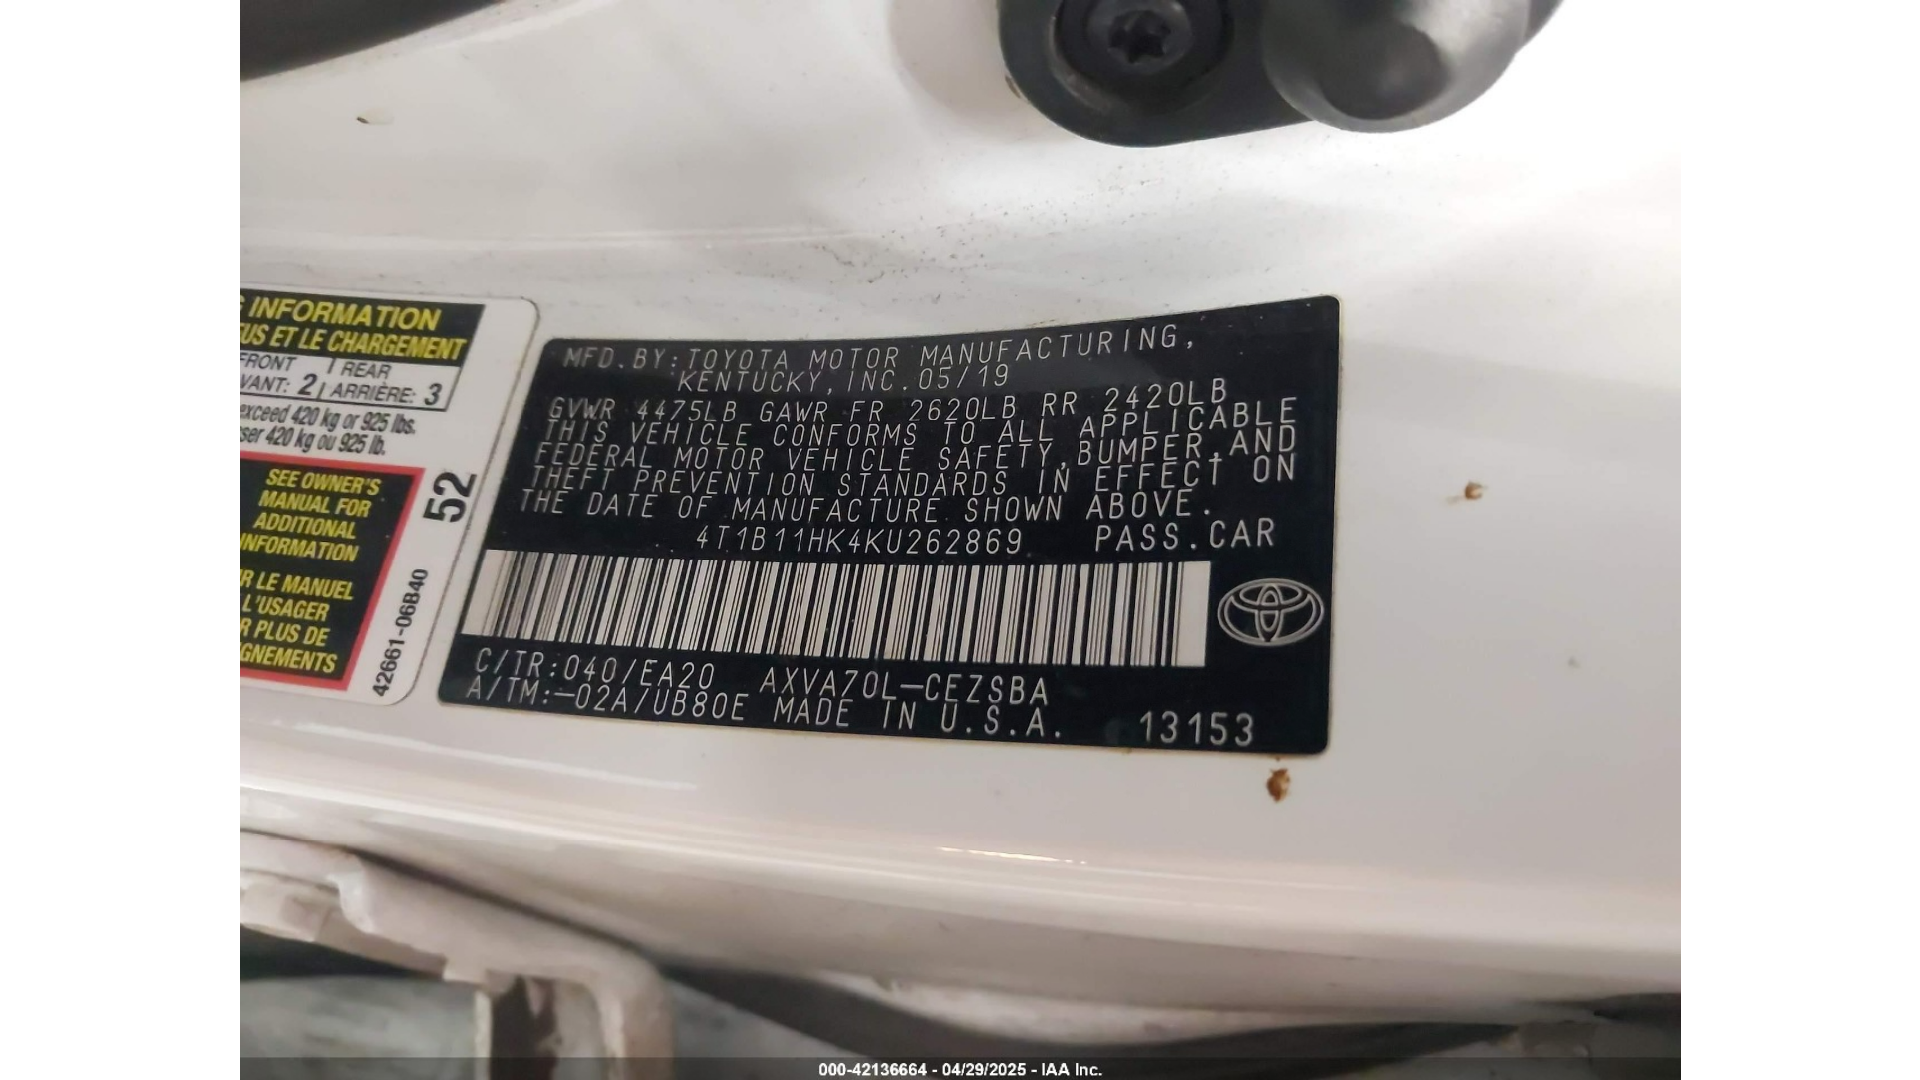 INFORMATION
US ET LE CHARGEMENT
FRONT | REAR
VANT: 2 | ARRIÈRE: 3
exceed 420 kg or 925 lbs.
ser 420 kg ou 925 lb.
SEE OWNER'S
MANUAL FOR
ADDITIONAL
INFORMATION
R LE MANUEL
L'USAGER
R PLUS DE
GNEMENTS
52
42661-06B40
MFD. BY: TOYOTA MOTOR MANUFACTURING,
KENTUCKY, INC. 05/19
GVWR 4475LB GAWR FR 2620LB RR 2420LB
THIS VEHICLE CONFORMS TO ALL APPLICABLE
FEDERAL MOTOR VEHICLE SAFETY, BUMPER, AND
THEFT PREVENTION STANDARDS IN EFFECT ON
THE DATE OF MANUFACTURE SHOWN ABOVE.
4T1B11HK4KU262869 PASS. CAR
C/TR: 040/EA20 AXVA70L-CEZSBA
A/TM: -02A/UB80E MADE IN U.S.A. 13153
000-42136664 - 04/29/2025 - IAA Inc.